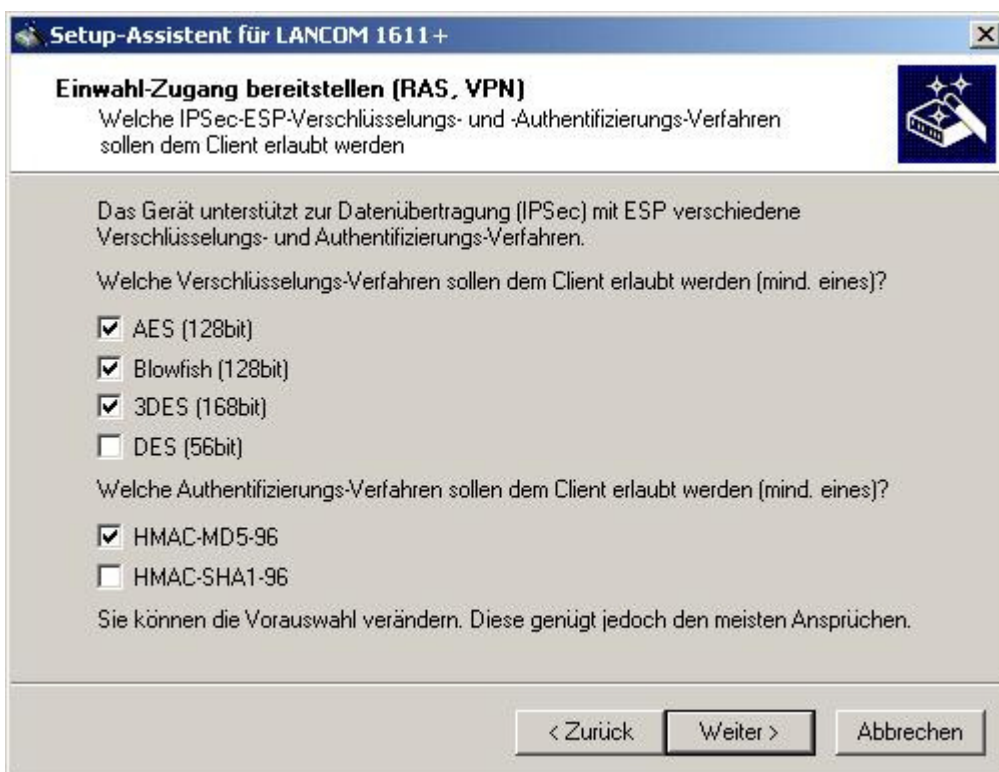 Setup-Assistent für LANCOM 1611+
Einwahl-Zugang bereitstellen (RAS, VPN)
Welche IPSec-ESP-Verschlüsselungs- und -Authentifizierungs-Verfahren
sollen dem Client erlaubt werden
Das Gerät unterstützt zur Datenübertragung (IPSec) mit ESP verschiedene
Verschlüsselungs- und Authentifizierungs-Verfahren.
Welche Verschlüsselungs-Verfahren sollen dem Client erlaubt werden (mind. eines)?
AES (128bit)
Blowfish (128bit)
3DES (168bit)
DES (56bit)
Welche Authentifizierungs-Verfahren sollen dem Client erlaubt werden (mind. eines)?
HMAC-MD5-96
HMAC-SHA1-96
Sie können die Vorauswahl verändern. Diese genügt jedoch den meisten Ansprüchen.
< Zurück
Weiter >
Abbrechen